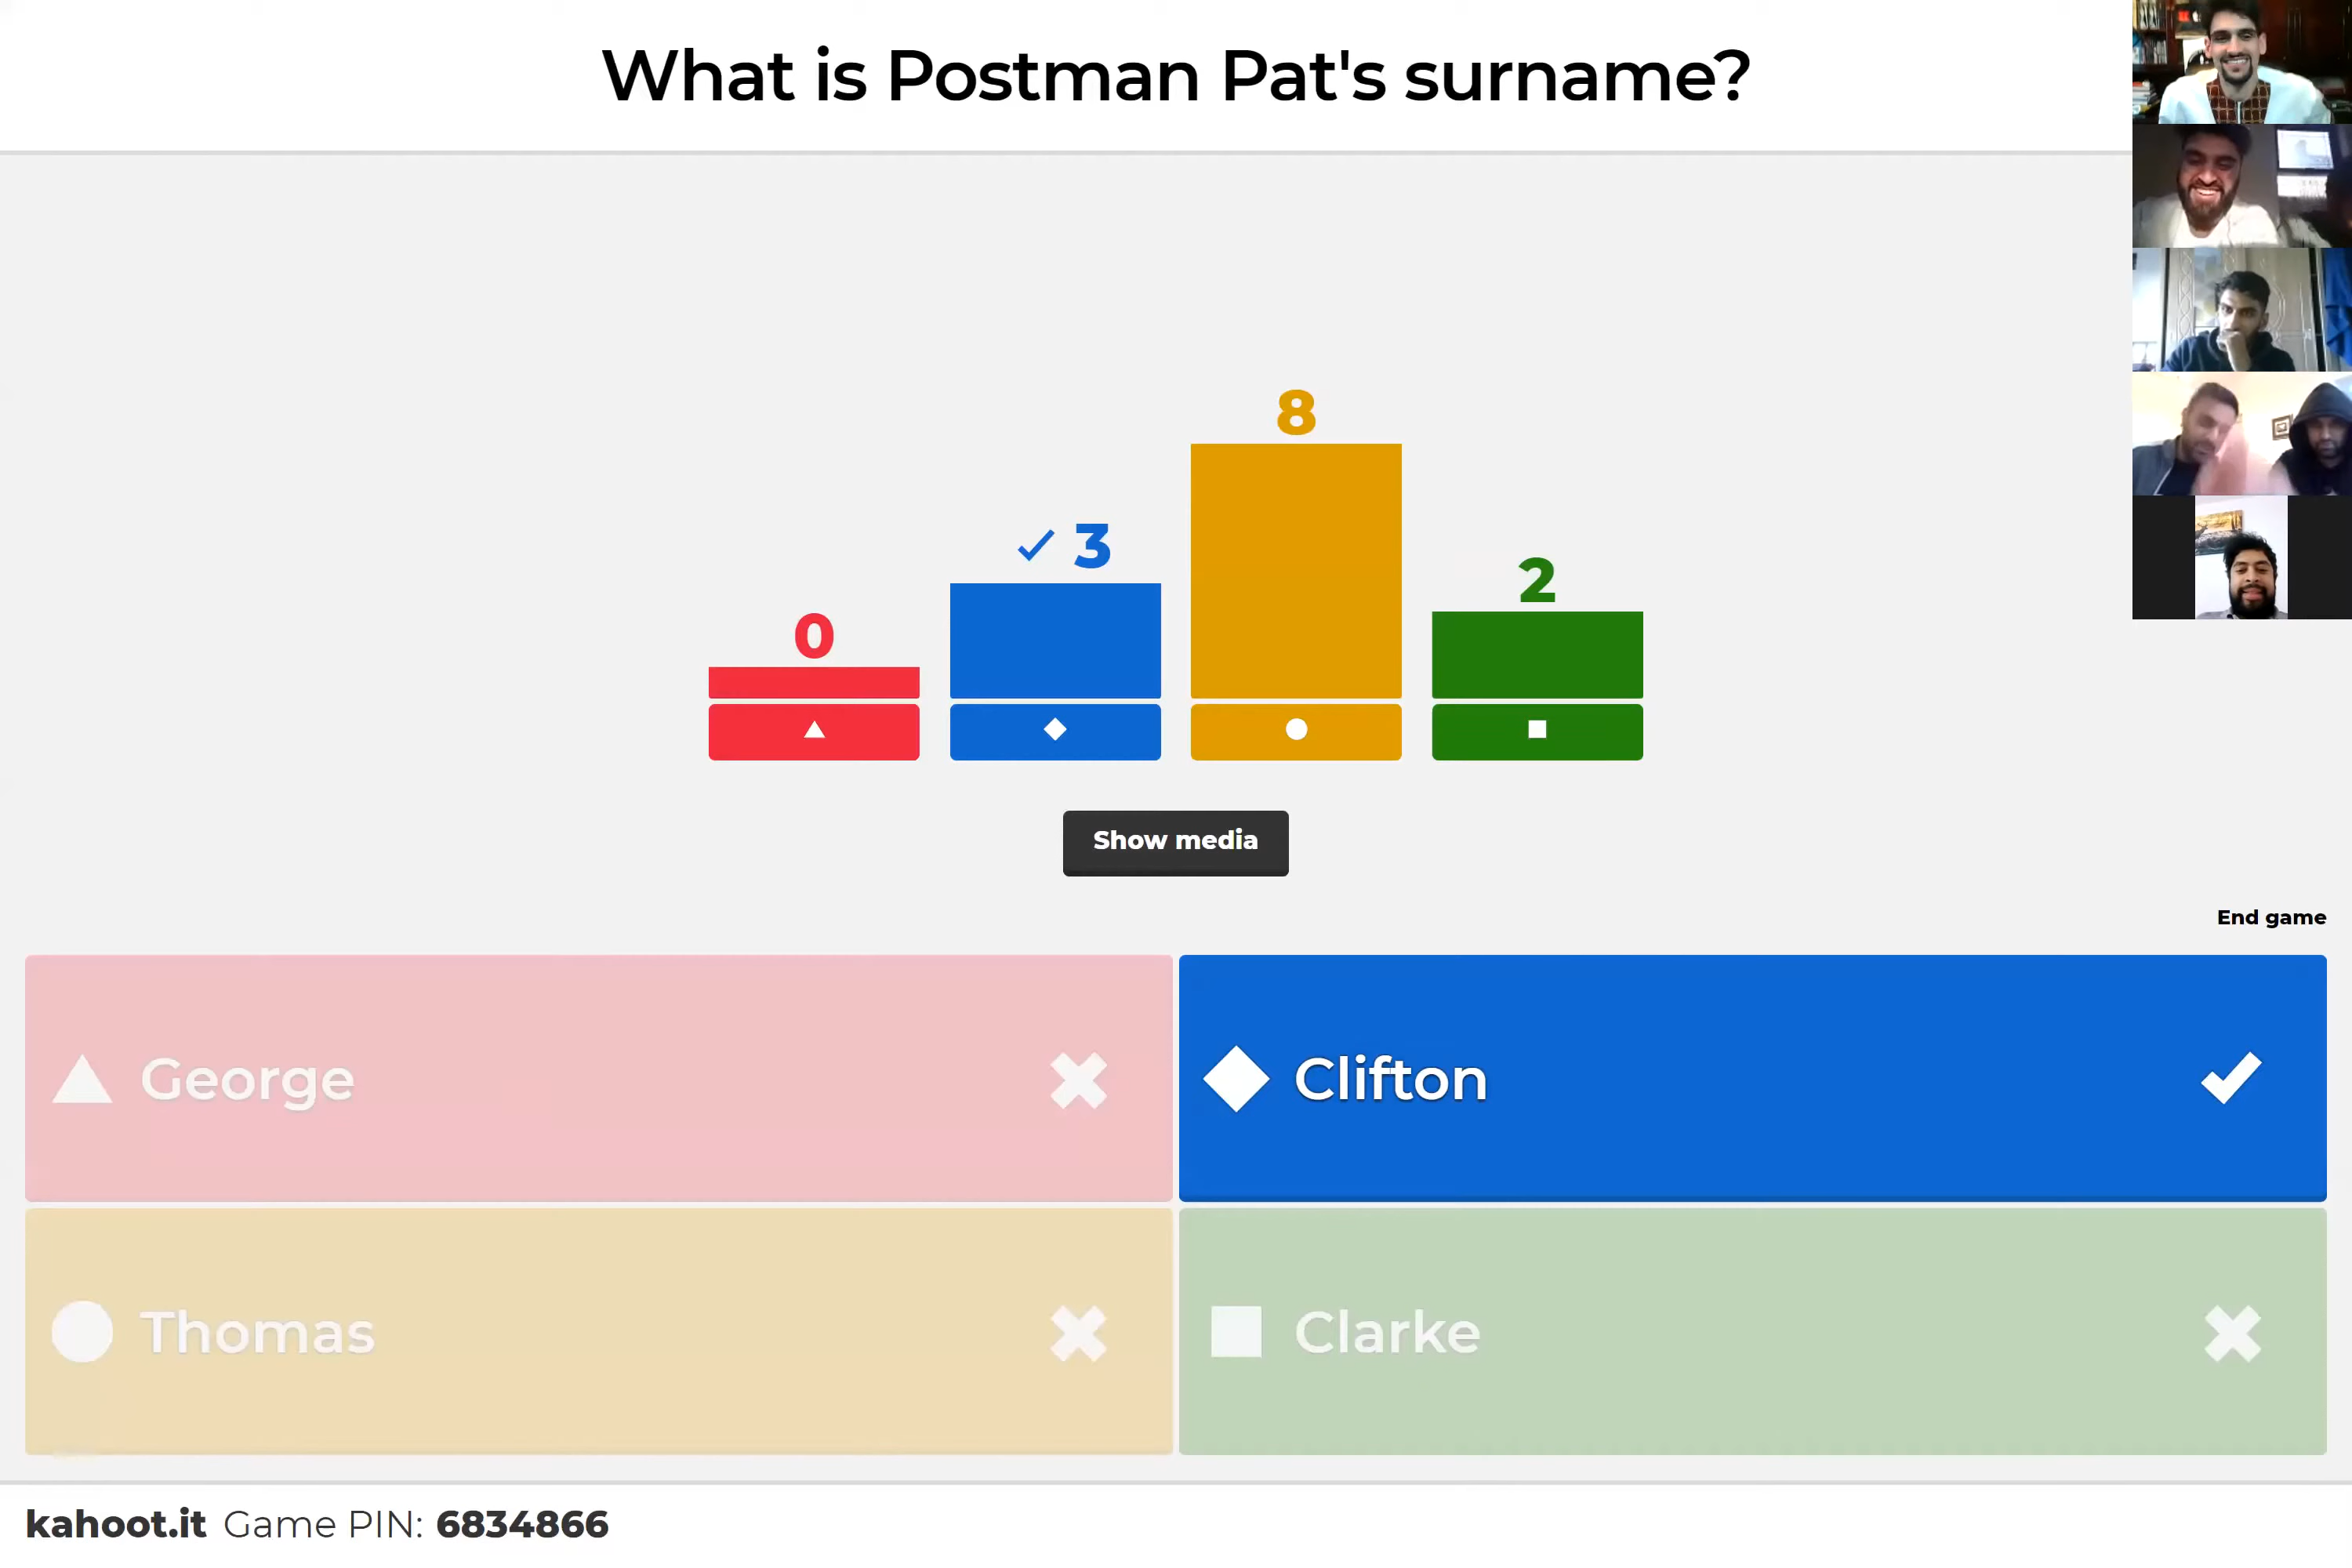 What is Postman Pat's surname?
8
3
2
0
Show media
End game
George
Clifton
Thomas
Clarke
kahoot.it Game PIN: 6834866